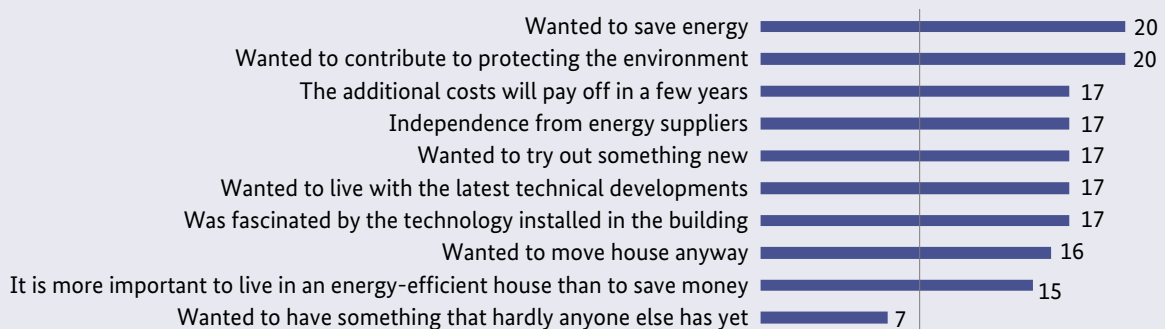 Wanted to save energy 20
Wanted to contribute to protecting the environment 20
The additional costs will pay off in a few years 17
Independence from energy suppliers 17
Wanted to try out something new 17
Wanted to live with the latest technical developments 17
Was fascinated by the technology installed in the building 17
Wanted to move house anyway 16
It is more important to live in an energy-efficient house than to save money 15
Wanted to have something that hardly anyone else has yet 7